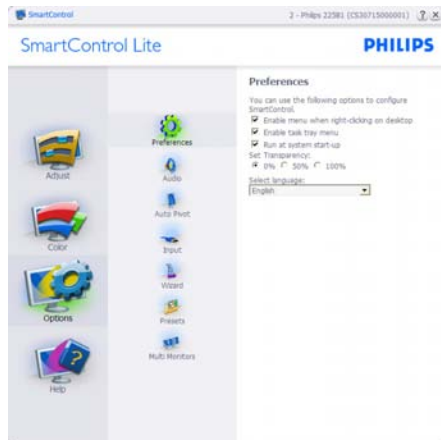 SmartControl
2 - Philips 225B1 (CS30715000001)
? x
SmartControl Lite
PHILIPS
Adjust
Color
Options
Help
Preferences
Audio
Auto Pivot
Input
Wizard
Presets
Multi Monitors
Preferences
You can use the following options to configure
SmartControl.
Enable menu when right-clicking on desktop
Enable task tray menu
Run at system start-up
Set Transparency:
0% 50% 100%
Select language:
English